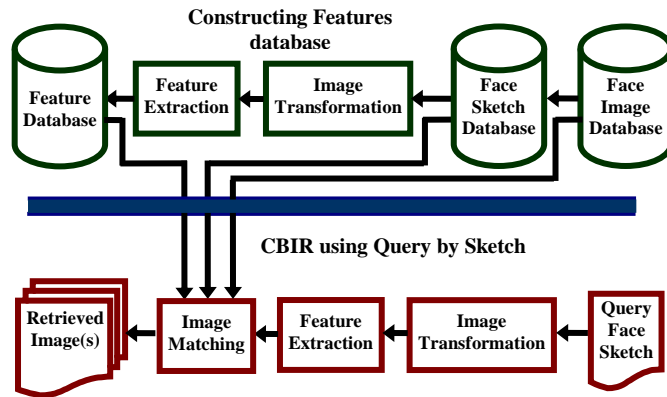 Constructing Features
database
Feature
Database
Feature
Extraction
Image
Transformation
Face
Sketch
Database
Face
Image
Database
CBIR using Query by Sketch
Retrieved
Image(s)
Image
Matching
Feature
Extraction
Image
Transformation
Query
Face
Sketch